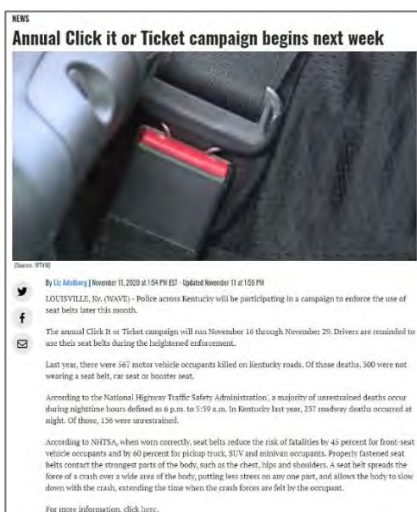 NEWS
Annual Click it or Ticket campaign begins next week
By Liz Adelberg | November 11, 2020 at 1:54 PM EST - Updated November 11 at 1:56 PM
LOUISVILLE, Ky. (WAVE) - Police across Kentucky will be participating in a campaign to enforce the use of
seat belts later this month.
The annual Click It or Ticket campaign will run November 16 through November 29. Drivers are reminded to
use their seat belts during the heightened enforcement.
Last year, there were 567 motor vehicle occupants killed on Kentucky roads. Of those deaths, 300 were not
wearing a seat belt, car seat or booster seat.
According to the National Highway Traffic Safety Administration, a majority of unrestrained deaths occur
during nighttime hours defined as 6 p.m. to 5:59 a.m. In Kentucky last year, 237 roadway deaths occurred at
night. Of those, 136 were unrestrained.
According to NHTSA, when worn correctly, seat belts reduce the risk of fatalities by 45 percent for front-seat
vehicle occupants and by 60 percent for pickup truck, SUV and minivan occupants. Properly fastened seat
belts contact the strongest parts of the body, such as the chest, hips and shoulders. A seat belt spreads the
force of a crash over a wide area of the body, putting less stress on any one part, and allows the body to slow
down with the crash, extending the time when the crash forces are felt by the occupant.
For more information, click here.